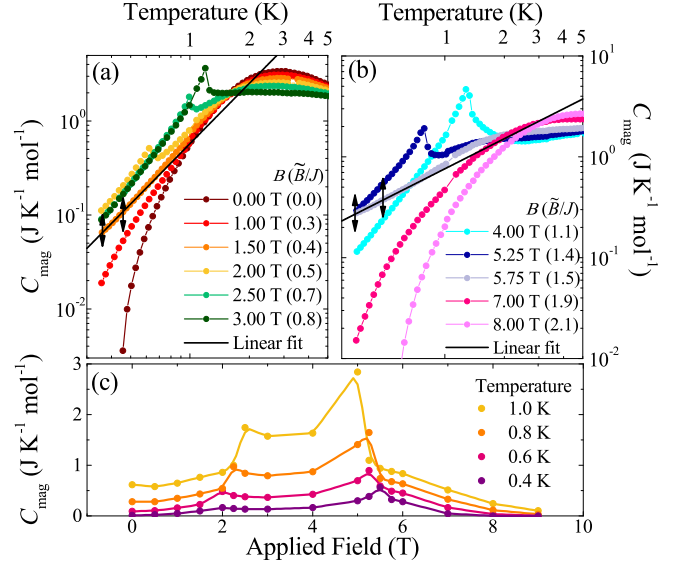 Temperature (K)
Temperature (K)
1 2 3 4 5
1 2 3 4 5
(a)
(b)
10⁰
10⁻¹
10⁻²
C_mag (J K⁻¹ mol⁻¹)
B (B̃/J)
0.00 T (0.0)
1.00 T (0.3)
1.50 T (0.4)
2.00 T (0.5)
2.50 T (0.7)
3.00 T (0.8)
Linear fit
B (B̃/J)
4.00 T (1.1)
5.25 T (1.4)
5.75 T (1.5)
7.00 T (1.9)
8.00 T (2.1)
Linear fit
10¹
10⁰
10⁻¹
10⁻²
C_mag (J K⁻¹ mol⁻¹)
(c)
3
2
1
0
C_mag (J K⁻¹ mol⁻¹)
Temperature
1.0 K
0.8 K
0.6 K
0.4 K
0 2 4 6 8 10
Applied Field (T)